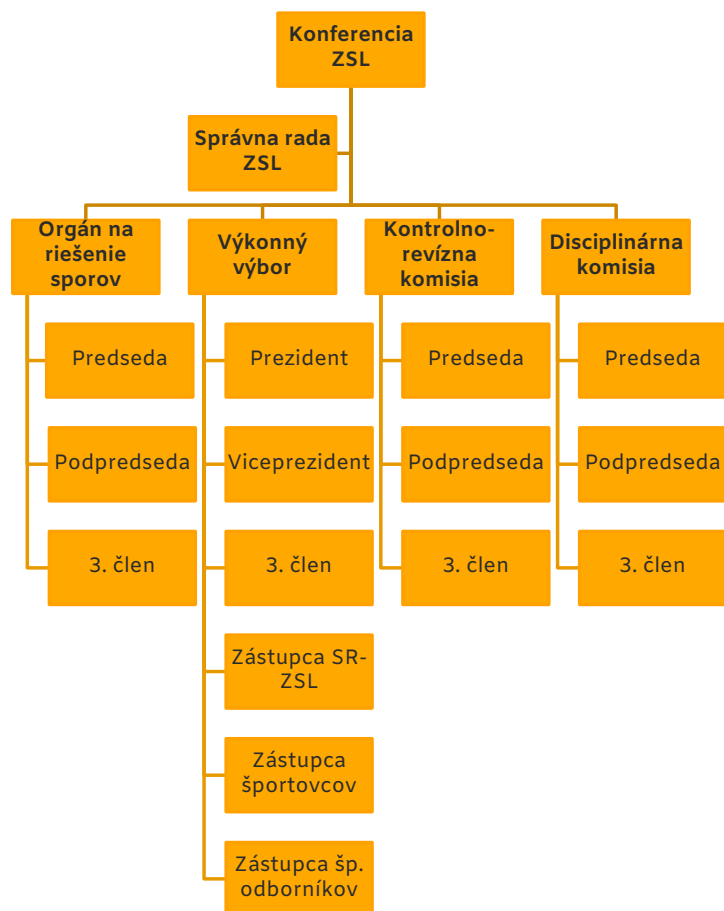 Konferencia
ZSL
Správna rada
ZSL
Orgán na
riešenie
sporov
Výkonný
výbor
Kontrolno-
revízna
komisia
Disciplinárna
komisia
Predseda
Prezident
Predseda
Predseda
Podpredseda
Viceprezident
Podpredseda
Podpredseda
3. člen
3. člen
3. člen
3. člen
Zástupca SR-
ZSL
Zástupca
športovcov
Zástupca šp.
odborníkov